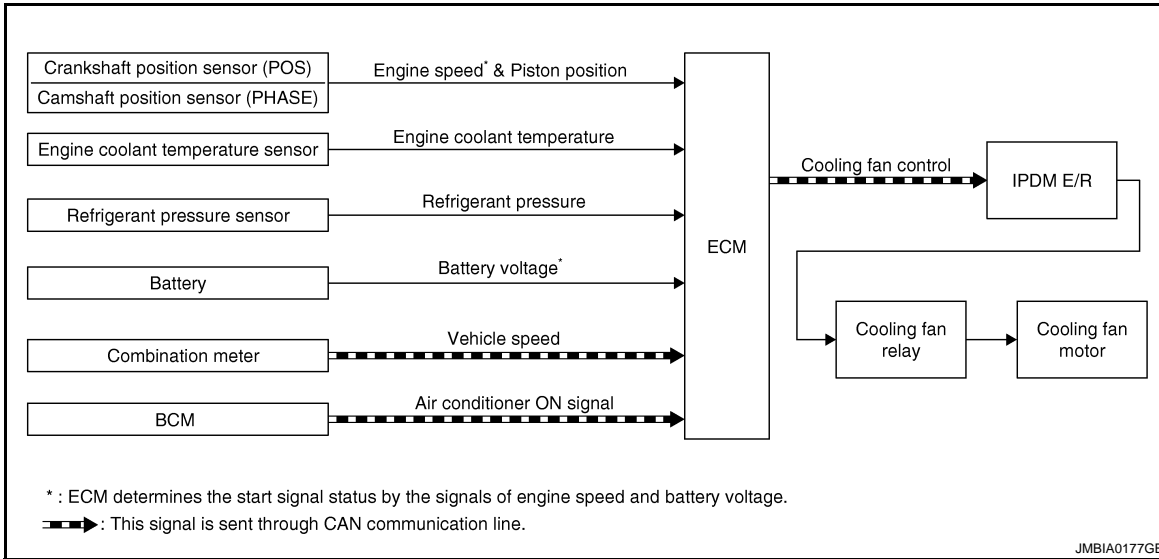 Crankshaft position sensor (POS)
Camshaft position sensor (PHASE)
Engine speed* & Piston position
Engine coolant temperature sensor
Engine coolant temperature
Refrigerant pressure sensor
Refrigerant pressure
Battery
Battery voltage*
Combination meter
Vehicle speed
BCM
Air conditioner ON signal
ECM
Cooling fan control
IPDM E/R
Cooling fan
relay
Cooling fan
motor
* : ECM determines the start signal status by the signals of engine speed and battery voltage.
: This signal is sent through CAN communication line.
JMBIA0177GB